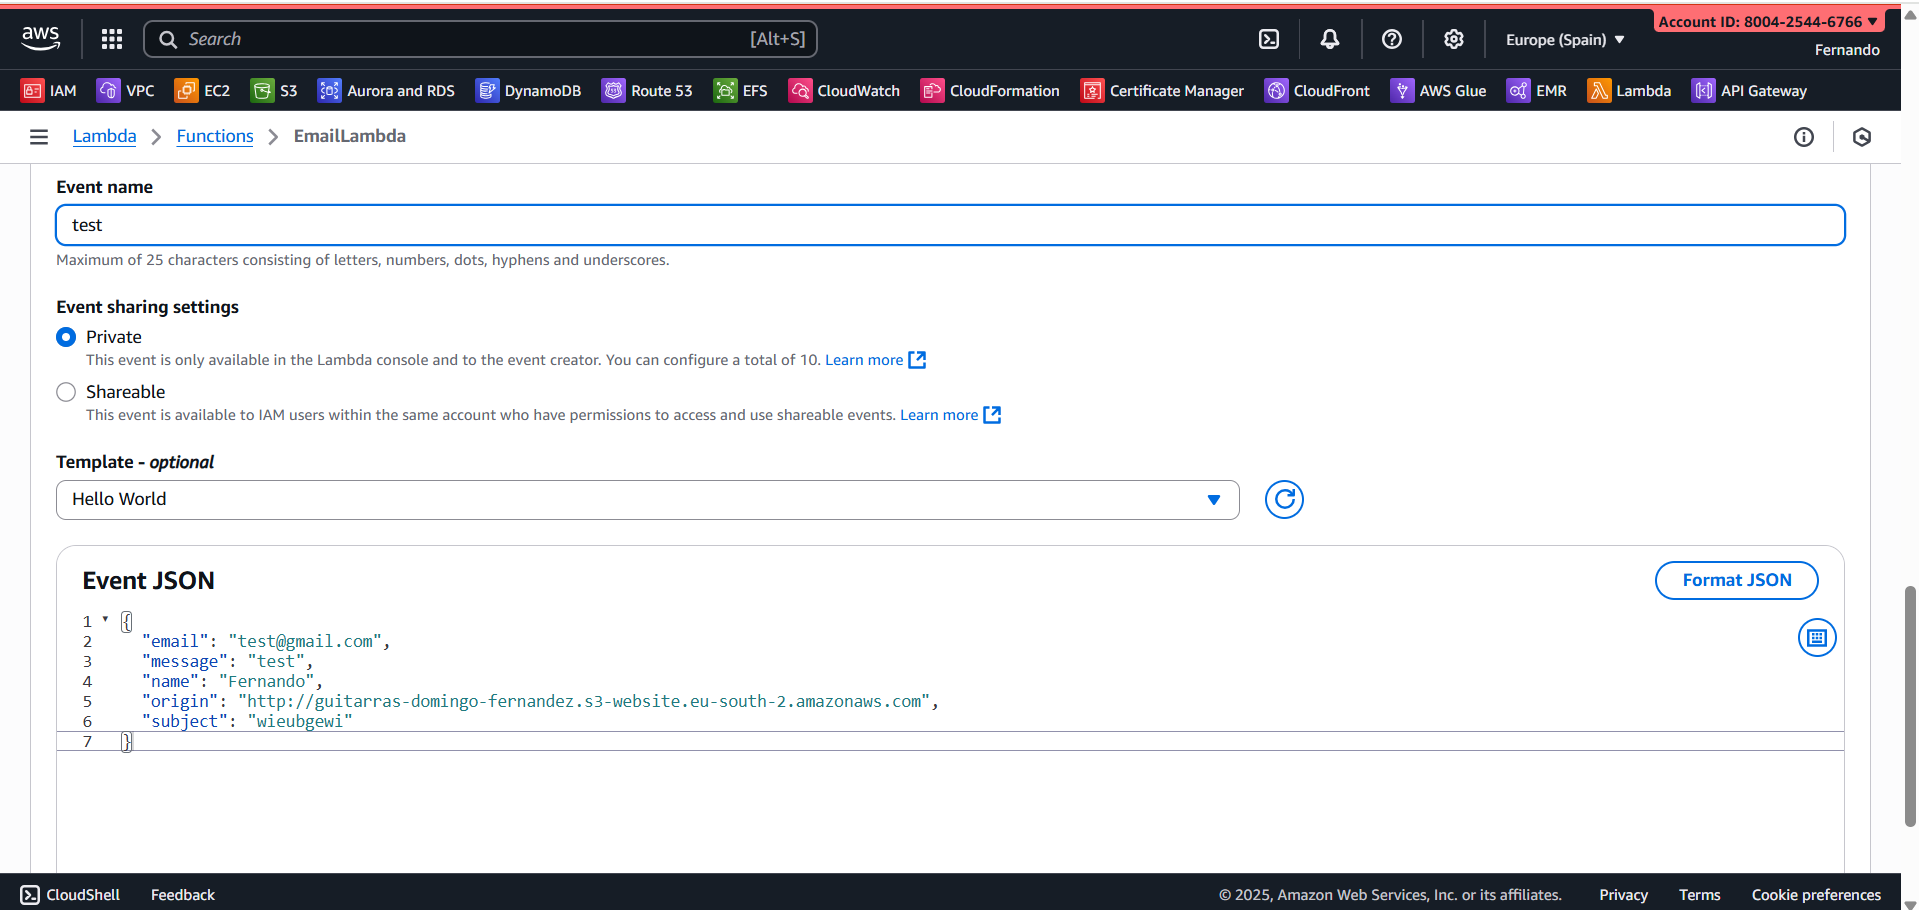 Account ID: 8004-2544-6766
aws
Search [Alt+S]
Europe (Spain)
Fernando
IAM VPC EC2 S3 Aurora and RDS DynamoDB Route 53 EFS CloudWatch CloudFormation Certificate Manager CloudFront AWS Glue EMR Lambda API Gateway
Lambda Functions EmailLambda
Event name
test
Maximum of 25 characters consisting of letters, numbers, dots, hyphens and underscores.
Event sharing settings
Private
This event is only available in the Lambda console and to the event creator. You can configure a total of 10. Learn more
Shareable
This event is available to IAM users within the same account who have permissions to access and use shareable events. Learn more
Template - optional
Hello World
Event JSON
Format JSON
1 {
2 "email": "test@gmail.com",
3 "message": "test",
4 "name": "Fernando",
5 "origin": "http://guitarras-domingo-fernandez.s3-website.eu-south-2.amazonaws.com",
6 "subject": "wieubgewi"
7 }
CloudShell Feedback © 2025, Amazon Web Services, Inc. or its affiliates. Privacy Terms Cookie preferences